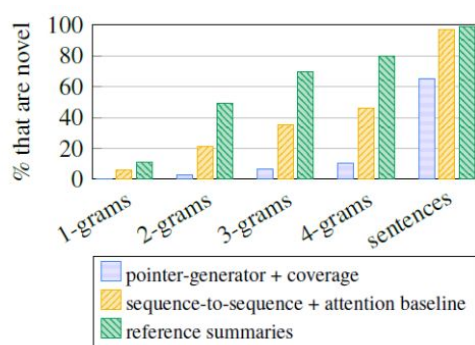 % that are novel
100
80
60
40
20
0
1-grams
2-grams
3-grams
4-grams
sentences
pointer-generator + coverage
sequence-to-sequence + attention baseline
reference summaries